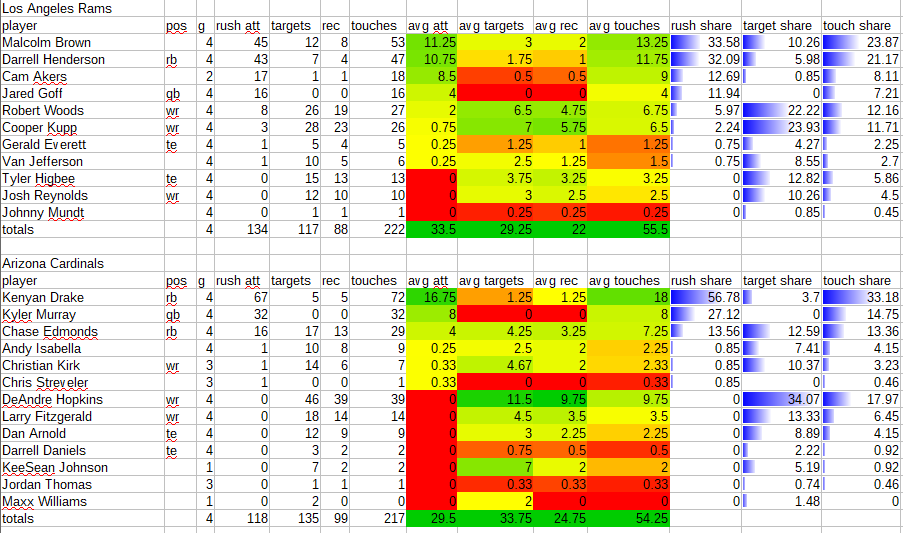 Los Angeles Rams
player pos g rush att targets rec touches avg att avg targets avg rec avg touches rush share target share touch share
Malcolm Brown 4 45 12 8 53 11.25 3 2 13.25 33.58 10.26 23.87
Darrell Henderson rb 4 43 7 4 47 10.75 1.75 1 11.75 32.09 5.98 21.17
Cam Akers 2 17 1 1 18 8.5 0.5 0.5 9 12.69 0.85 8.11
Jared Goff qb 4 16 0 0 16 4 0 0 4 11.94 0 7.21
Robert Woods wr 4 8 26 19 27 2 6.5 4.75 6.75 5.97 22.22 12.16
Cooper Kupp wr 4 3 28 23 26 0.75 7 5.75 6.5 2.24 23.93 11.71
Gerald Everett te 4 1 5 4 5 0.25 1.25 1 1.25 0.75 4.27 2.25
Van Jefferson 4 1 10 5 6 0.25 2.5 1.25 1.5 0.75 8.55 2.7
Tyler Higbee te 4 0 15 13 13 0 3.75 3.25 3.25 0 12.82 5.86
Josh Reynolds wr 4 0 12 10 10 0 3 2.5 2.5 0 10.26 4.5
Johnny Mundt 4 0 1 1 1 0 0.25 0.25 0.25 0 0.85 0.45
totals 4 134 117 88 222 33.5 29.25 22 55.5
Arizona Cardinals
player pos g rush att targets rec touches avg att avg targets avg rec avg touches rush share target share touch share
Kenyan Drake rb 4 67 5 5 72 16.75 1.25 1.25 18 56.78 3.7 33.18
Kyler Murray qb 4 32 0 0 32 8 0 0 8 27.12 0 14.75
Chase Edmonds rb 4 16 17 13 29 4 4.25 3.25 7.25 13.56 12.59 13.36
Andy Isabella 4 1 10 8 9 0.25 2.5 2 2.25 0.85 7.41 4.15
Christian Kirk wr 3 1 14 6 7 0.33 4.67 2 2.33 0.85 10.37 3.23
Chris Streveler 3 1 0 0 1 0.33 0 0 0.33 0.85 0 0.46
DeAndre Hopkins wr 4 0 46 39 39 0 11.5 9.75 9.75 0 34.07 17.97
Larry Fitzgerald wr 4 0 18 14 14 0 4.5 3.5 3.5 0 13.33 6.45
Dan Arnold te 4 0 12 9 9 0 3 2.25 2.25 0 8.89 4.15
Darrell Daniels te 4 0 3 2 2 0 0.75 0.5 0.5 0 2.22 0.92
KeeSean Johnson 1 0 7 2 2 0 7 2 2 0 5.19 0.92
Jordan Thomas 3 0 1 1 1 0 0.33 0.33 0.33 0 0.74 0.46
Maxx Williams 1 0 2 0 0 0 2 0 0 0 1.48 0
totals 4 118 135 99 217 29.5 33.75 24.75 54.25